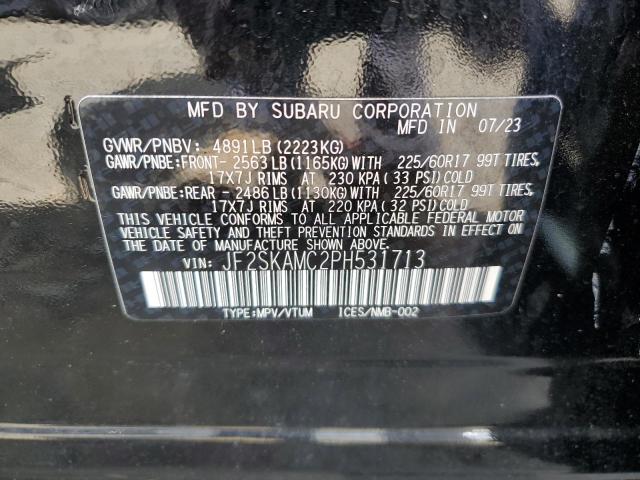 MFD BY SUBARU CORPORATION
MFD IN 07/23
GVWR/PNBV: 4891LB(2223KG)
GAWR/PNBE:FRONT- 2563LB(1165KG)WITH 225/60R17 99T TIRES,
17X7J RIMS AT 230 KPA(33 PSI)COLD
GAWR/PNBE:REAR - 2486LB(1130KG)WITH 225/60R17 99T TIRES,
17X7J RIMS AT 220 KPA(32 PSI)COLD
THIS VEHICLE CONFORMS TO ALL APPLICABLE FEDERAL MOTOR
VEHICLE SAFETY AND THEFT PREVENTION STANDARDS IN EFFECT
ON THE DATE OF MANUFACTURE SHOWN ABOVE.
VIN: JF2SKAMC2PH531713
TYPE:MPV/VTUM ICES/NMB-002